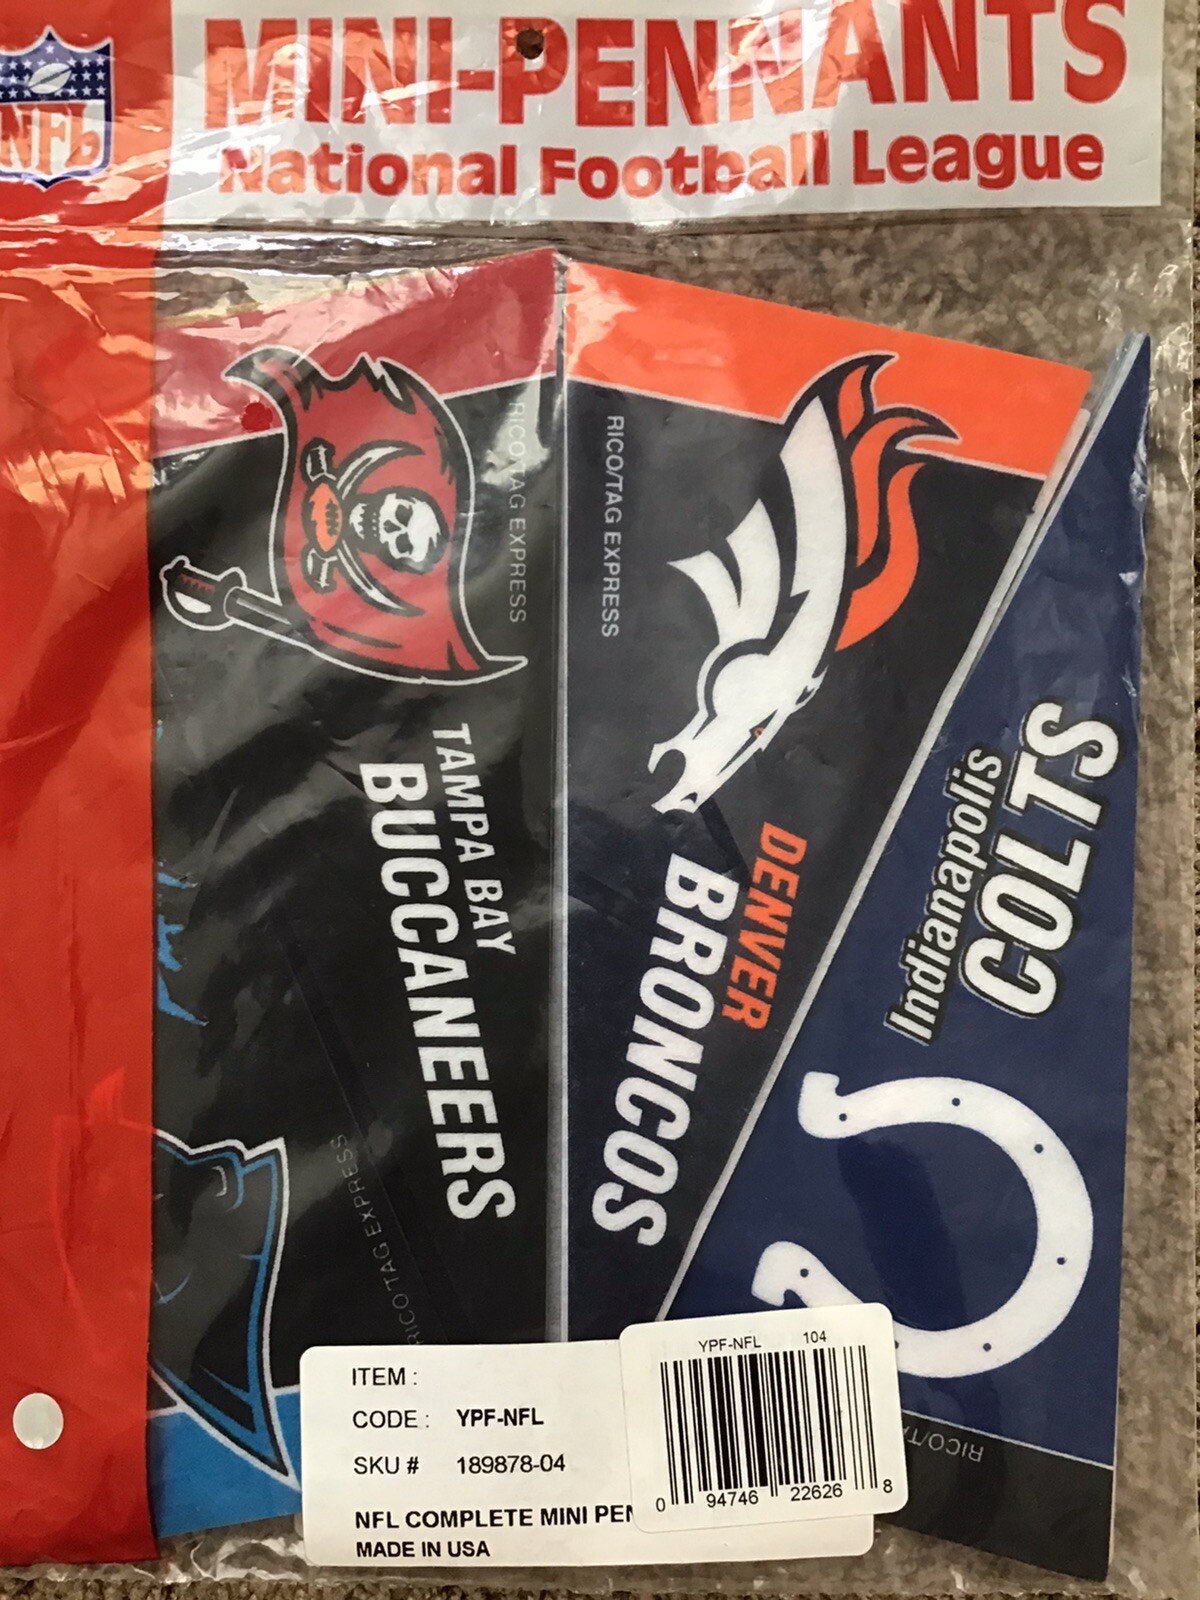 NFL
MINI-PENNANTS
National Football League
RICO/TAG EXPRESS
TAMPA BAY
BUCCANEERS
RICO/TAG EXPRESS
DENVER
BRONCOS
Indianapolis
COLTS
RICO/TAG EXPRESS
RICO/TA
ITEM :
CODE : YPF-NFL
SKU # 189878-04
NFL COMPLETE MINI PEN
MADE IN USA
YPF-NFL 104
0 94746 22626 8